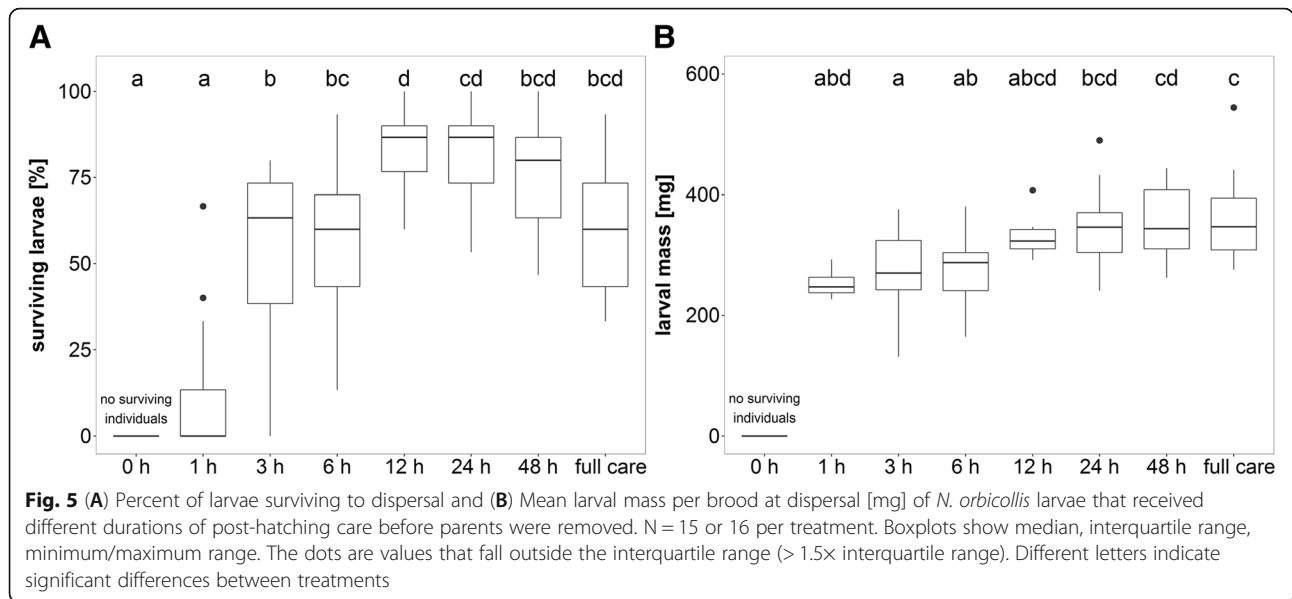 A
B
surviving larvae [%]
100
75
50
25
0
a a b bc d cd bcd bcd
no surviving
individuals
0 h 1 h 3 h 6 h 12 h 24 h 48 h full care
larval mass [mg]
600
400
200
0
abd a ab abcd bcd cd c
no surviving
individuals
0 h 1 h 3 h 6 h 12 h 24 h 48 h full care
Fig. 5 (A) Percent of larvae surviving to dispersal and (B) Mean larval mass per brood at dispersal [mg] of N. orbicollis larvae that received
different durations of post-hatching care before parents were removed. N = 15 or 16 per treatment. Boxplots show median, interquartile range,
minimum/maximum range. The dots are values that fall outside the interquartile range (> 1.5× interquartile range). Different letters indicate
significant differences between treatments